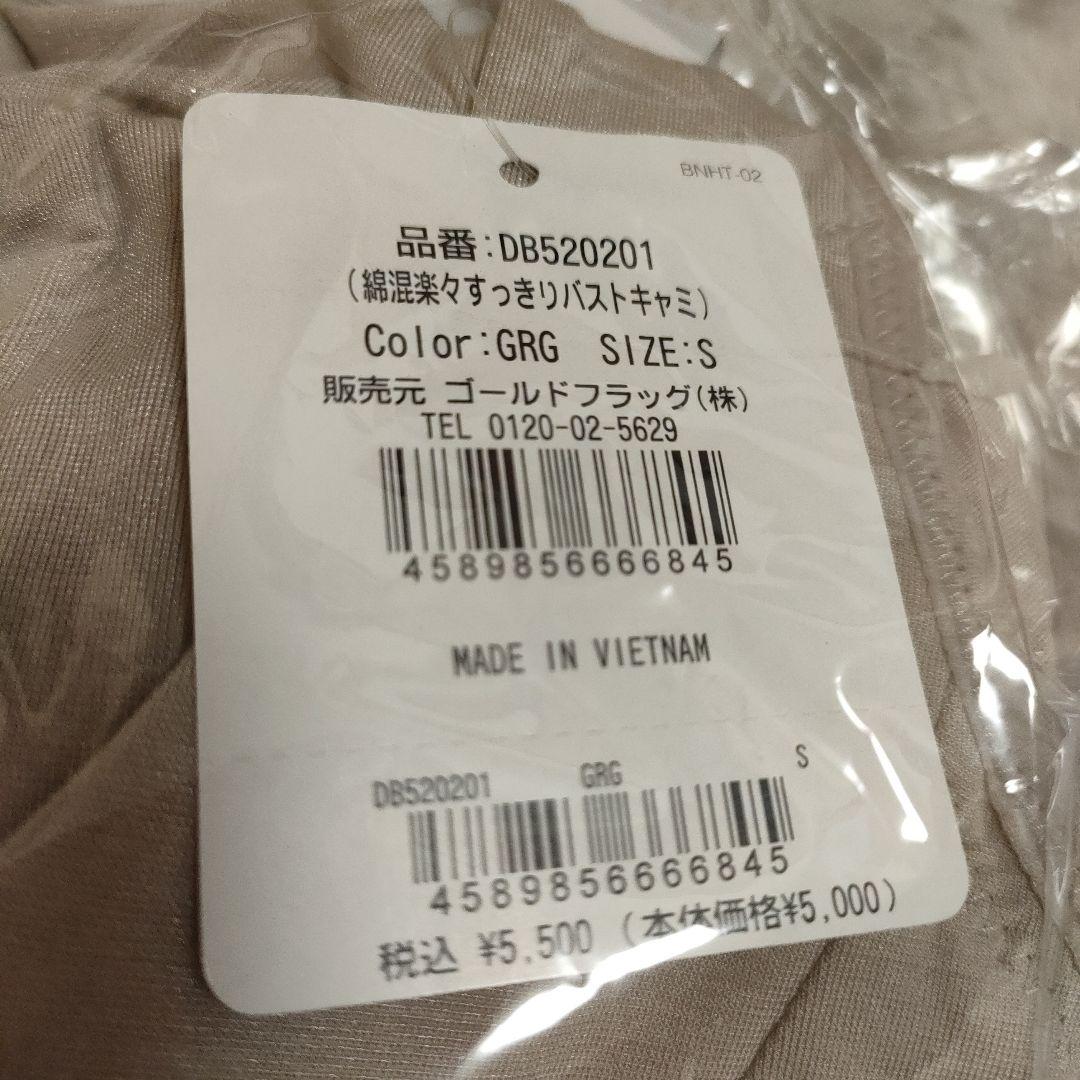 BNHT-02
品番:DB520201
(綿混楽々すっきりバストキャミ)
Color:GRG SIZE:S
販売元 ゴールドフラッグ(株)
TEL 0120-02-5629
4589856666845
MADE IN VIETNAM
DB520201 GRG S
4589856666845
税込 ¥5,500 (本体価格¥5,000)